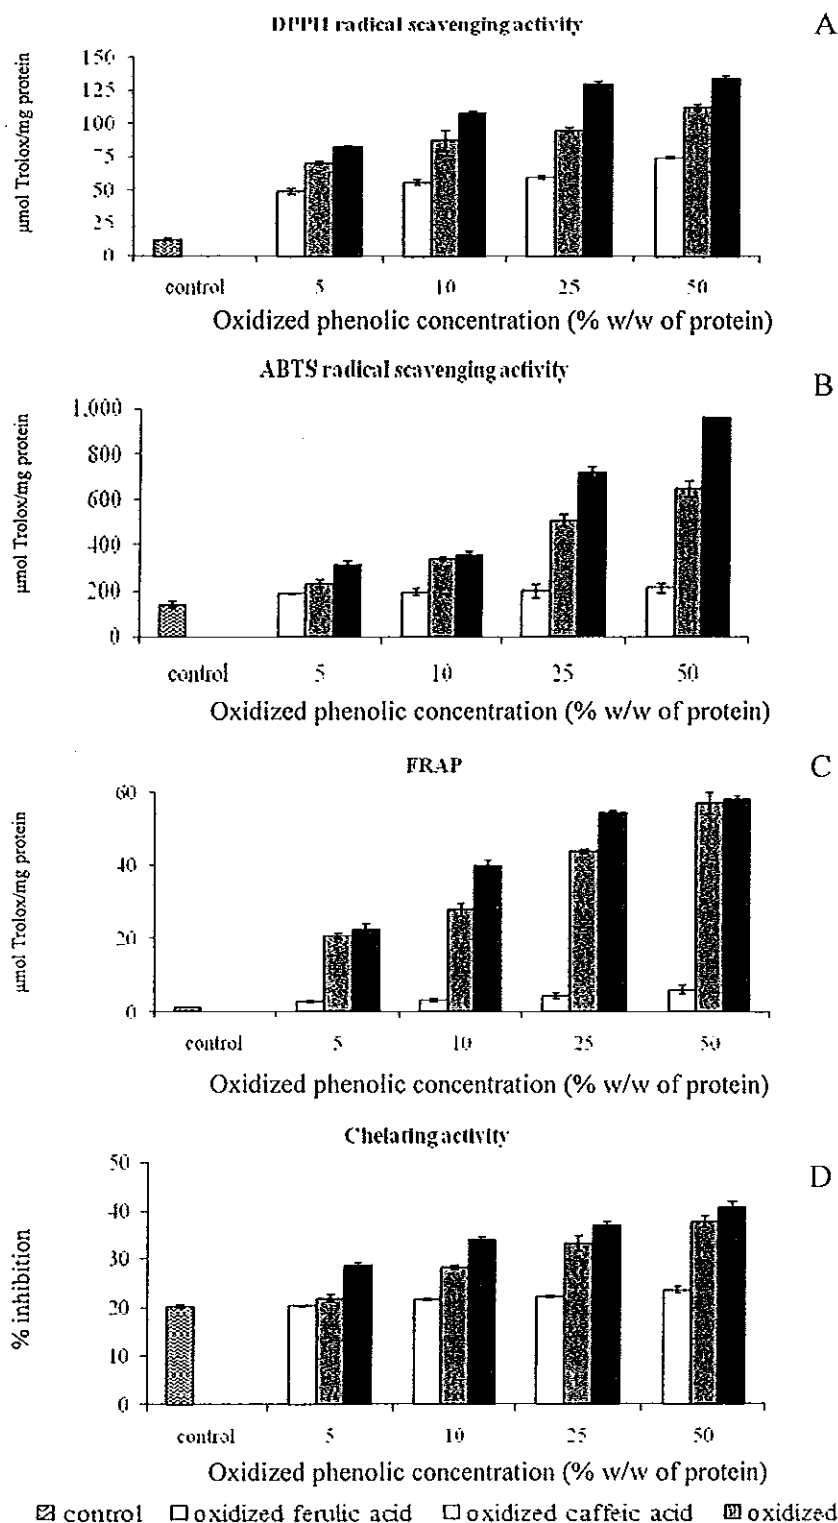 DPPH radical scavenging activity
A
µmol Trolox/mg protein
150
125
100
75
50
25
0
control 5 10 25 50
Oxidized phenolic concentration (% w/w of protein)
ABTS radical scavenging activity
B
µmol Trolox/mg protein
1,000
800
600
400
200
0
control 5 10 25 50
Oxidized phenolic concentration (% w/w of protein)
FRAP
C
µmol Trolox/mg protein
60
40
20
0
control 5 10 25 50
Oxidized phenolic concentration (% w/w of protein)
Chelating activity
D
% inhibition
50
40
30
20
10
0
control 5 10 25 50
Oxidized phenolic concentration (% w/w of protein)
control oxidized ferulic acid oxidized caffeic acid oxidized